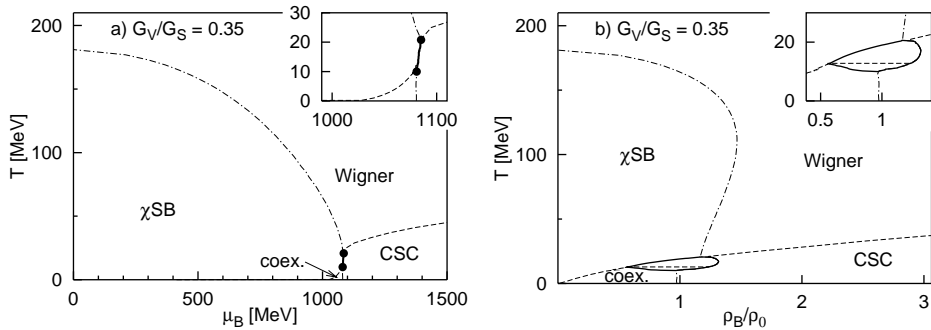 a) G_V/G_S = 0.35
T [MeV]
200
100
0
30
20
10
0
1000
1100
χSB
Wigner
coex.
CSC
0
500
1000
1500
μ_B [MeV]
b) G_V/G_S = 0.35
T [MeV]
200
100
0
30
20
10
0
0.5
1
χSB
Wigner
coex.
CSC
0
1
2
3
ρ_B/ρ_0